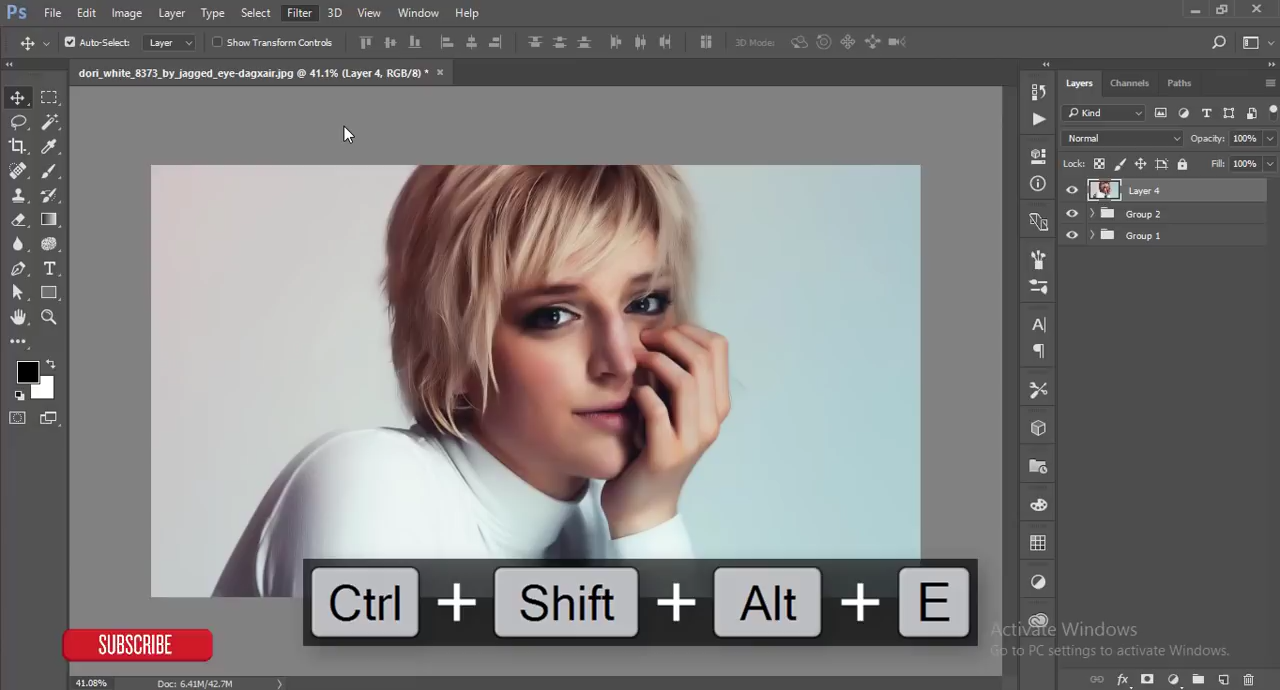 Ps File Edit Image Layer Type Select Filter 3D View Window Help
Auto-Select: Layer Show Transform Controls 3D Mode:
dori_white_8373_by_jagged_eye-dagxair.jpg @ 41.1% (Layer 4, RGB/8) * ×
Layers Channels Paths
Kind
Normal Opacity: 100%
Lock: Fill: 100%
Layer 4
Group 2
Group 1
Ctrl + Shift + Alt + E
SUBSCRIBE
Activate Windows
Go to PC settings to activate Windows.
41.08% Doc: 6.41M/42.7M